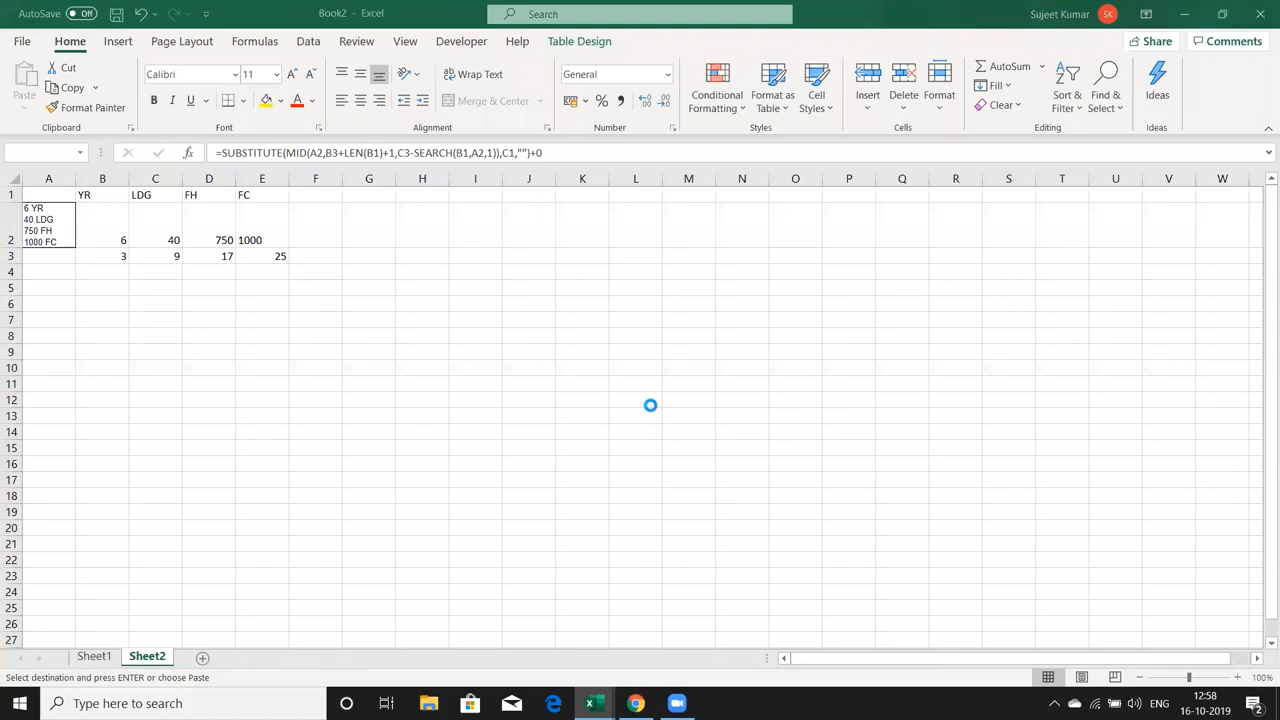 AutoSave Off Book2 - Excel Search Sujeet Kumar SK
File Home Insert Page Layout Formulas Data Review View Developer Help Table Design Share Comments
Paste Cut Copy Format Painter Clipboard
Calibri 11 A A B I U A Font
Wrap Text Merge & Center Alignment
General % , Number
Conditional Formatting Format as Table Cell Styles Styles
Insert Delete Format Cells
AutoSum Fill Clear Sort & Filter Find & Select Editing
Ideas Ideas
fx =SUBSTITUTE(MID(A2,B3+LEN(B1)+1,C3-SEARCH(B1,A2,1)),C1,"")+0
A B C D E F G H I J K L M N O P Q R S T U V W
1 YR LDG FH FC
6 YR
40 LDG
750 FH
1000 FC
2 6 40 750 1000
3 3 9 17 25
4
5
6
7
8
9
10
11
12
13
14
15
16
17
18
19
20
21
22
23
24
25
26
27
Sheet1 Sheet2
Select destination and press ENTER or choose Paste 100%
Type here to search ENG 12:58 16-10-2019 2